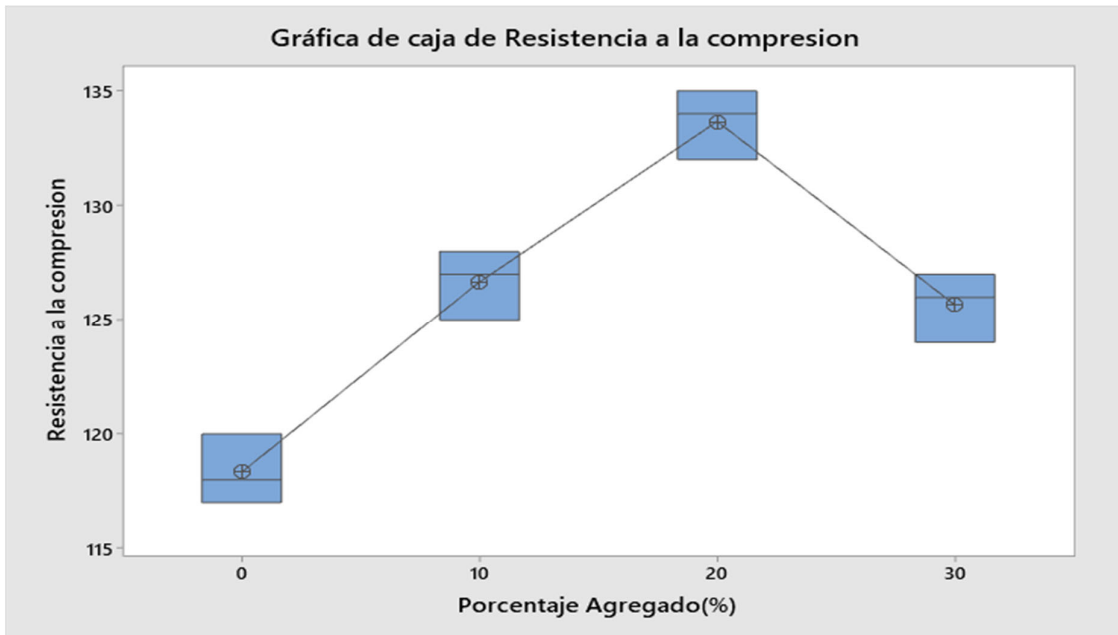 Gráfica de caja de Resistencia a la compresion
135
130
125
120
115
Resistencia a la compresion
0 10 20 30
Porcentaje Agregado(%)